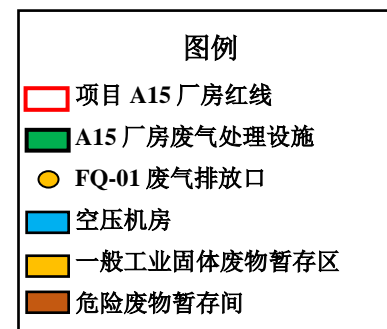 图例
项目 A15 厂房红线
A15 厂房废气处理设施
FQ-01 废气排放口
空压机房
一般工业固体废物暂存区
危险废物暂存间